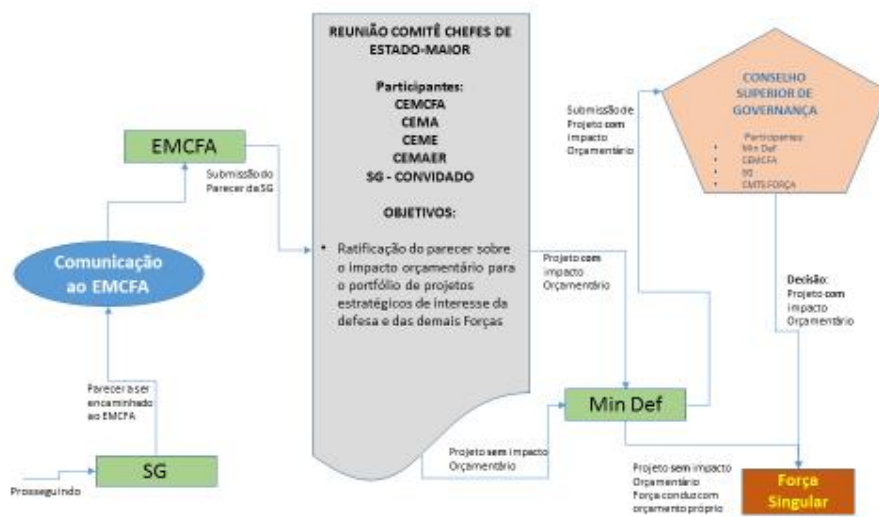 Prosseguindo
SG
Parecer a ser
encaminhado
ao EMCFA
Comunicação
ao EMCFA
EMCFA
Submissão do
Parecer da SG
REUNIÃO COMITÊ CHEFES DE
ESTADO-MAIOR
Participantes:
CEMCFA
CEMA
CEME
CEMAER
SG - CONVIDADO
OBJETIVOS:
• Ratificação do parecer sobre
o impacto orçamentário para
o portfólio de projetos
estratégicos de interesse da
defesa e das demais Forças
Projeto com
impacto
Orçamentário
Projeto sem impacto
Orçamentário
Min Def
Submissão de
Projeto com
impacto
Orçamentário
CONSELHO
SUPERIOR DE
GOVERNANÇA
Participantes:
• Min Def
• CEMCFA
• SG
• CMTS FORÇA
Decisão:
Projeto com
impacto
Orçamentário
Projeto sem impacto
Orçamentário
Força conduz com
orçamento próprio
Força
Singular